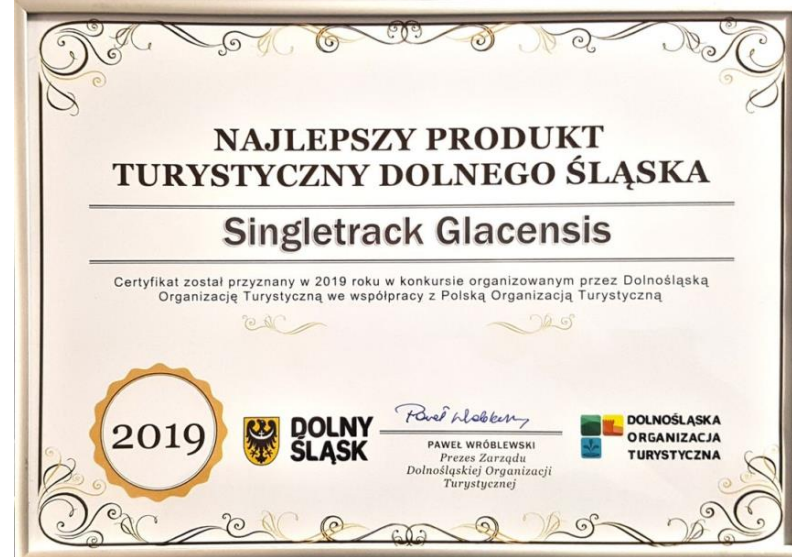 NAJLEPSZY PRODUKT
TURYSTYCZNY DOLNEGO ŚLĄSKA
Singletrack Glacensis
Certyfikat został przyznany w 2019 roku w konkursie organizowanym przez Dolnośląską
Organizację Turystyczną we współpracy z Polską Organizacją Turystyczną
2019
DOLNY
ŚLĄSK
PAWEŁ WRÓBLEWSKI
Prezes Zarządu
Dolnośląskiej Organizacji
Turystycznej
DOLNOŚLĄSKA
ORGANIZACJA
TURYSTYCZNA